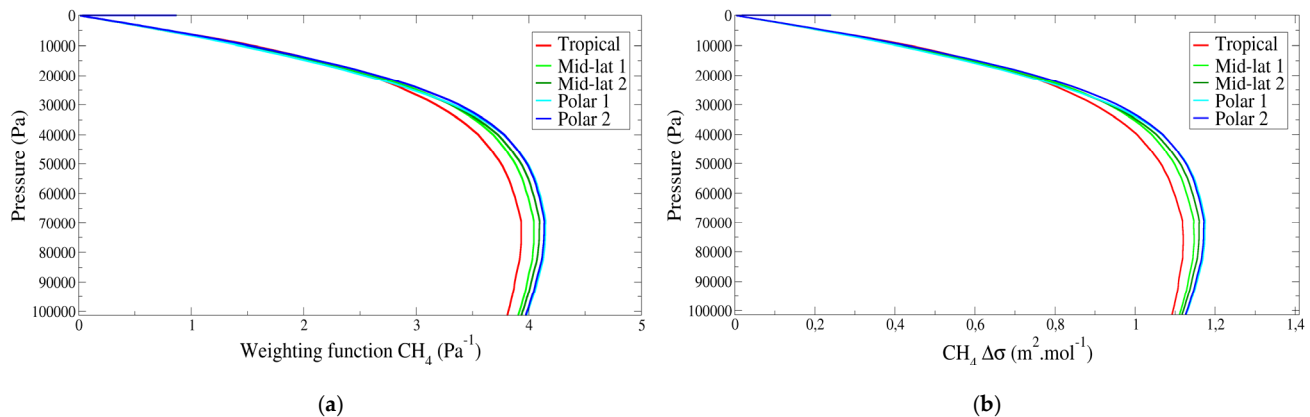 0
10000
20000
30000
40000
50000
60000
70000
80000
90000
100000
Pressure (Pa)
Tropical
Mid-lat 1
Mid-lat 2
Polar 1
Polar 2
0 1 2 3 4 5
Weighting function CH₄ (Pa⁻¹)
(a)
0
10000
20000
30000
40000
50000
60000
70000
80000
90000
100000
Pressure (Pa)
Tropical
Mid-lat 1
Mid-lat 2
Polar 1
Polar 2
0 0,2 0,4 0,6 0,8 1 1,2 1,4
CH₄ Δσ (m².mol⁻¹)
(b)